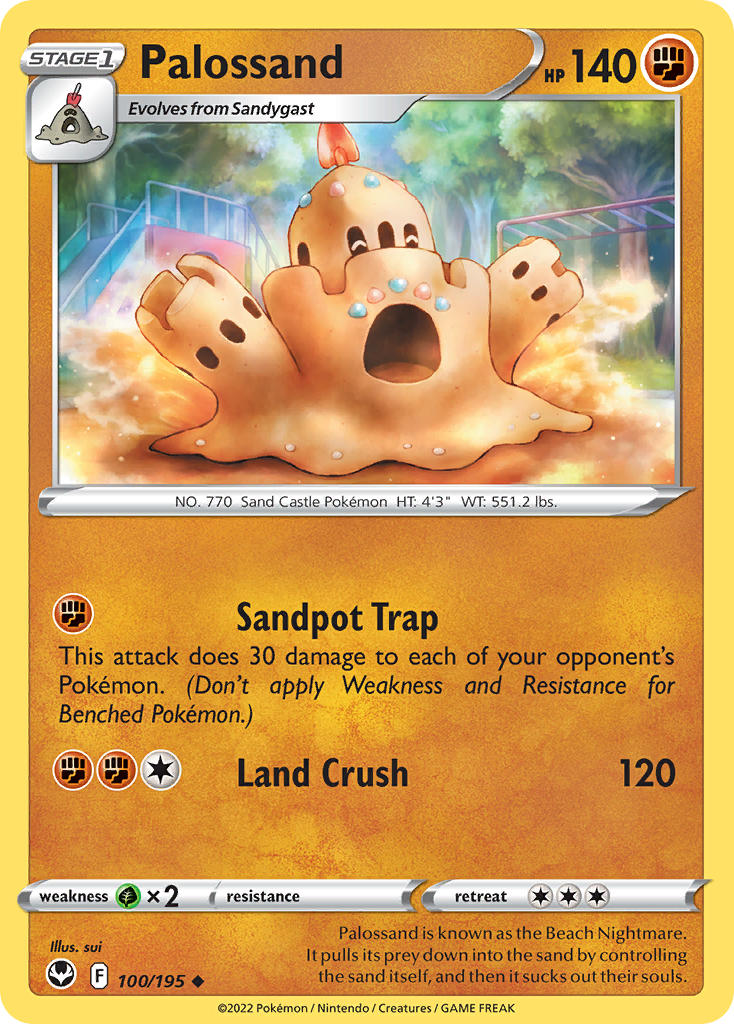 STAGE1
Palossand
HP 140
Evolves from Sandygast
NO. 770 Sand Castle Pokémon HT: 4'3" WT: 551.2 lbs.
Sandpot Trap
This attack does 30 damage to each of your opponent's
Pokémon. (Don't apply Weakness and Resistance for
Benched Pokémon.)
Land Crush 120
weakness ×2 resistance retreat
Palossand is known as the Beach Nightmare.
It pulls its prey down into the sand by controlling
the sand itself, and then it sucks out their souls.
Illus. sui
F 100/195
©2022 Pokémon / Nintendo / Creatures / GAME FREAK